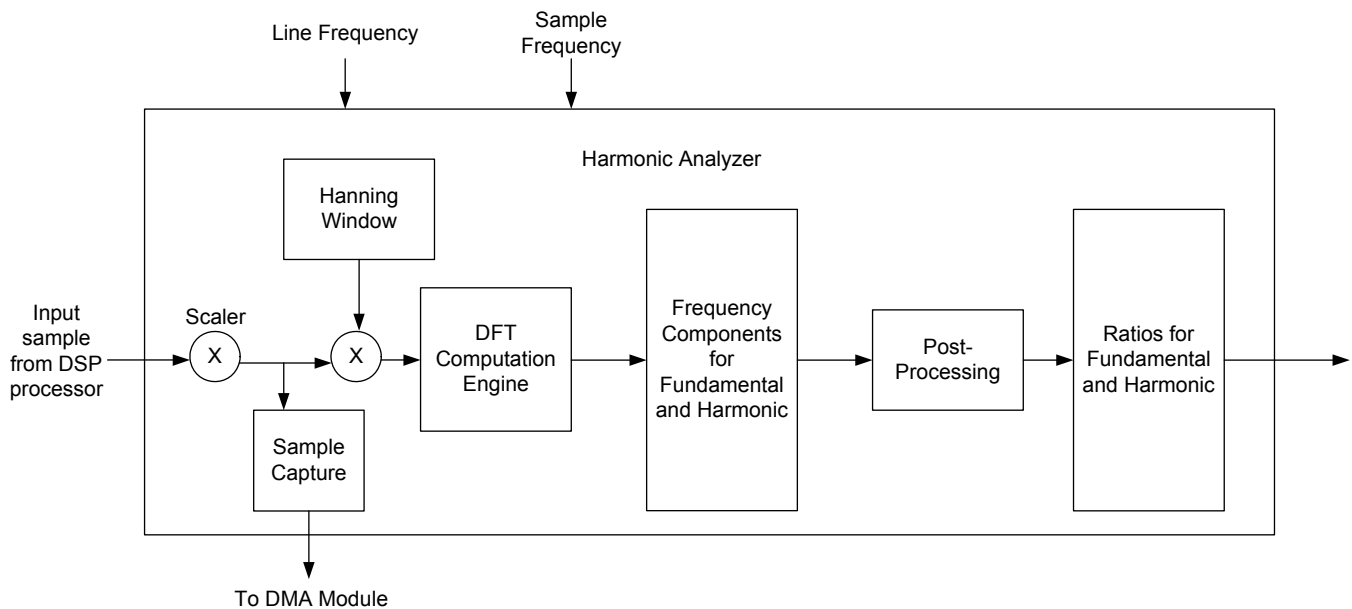 Line Frequency
Sample
Frequency
Harmonic Analyzer
Hanning
Window
Input
sample
from DSP
processor
Scaler
X
X
DFT
Computation
Engine
Frequency
Components
for
Fundamental
and Harmonic
Post-
Processing
Ratios for
Fundamental
and Harmonic
Sample
Capture
To DMA Module